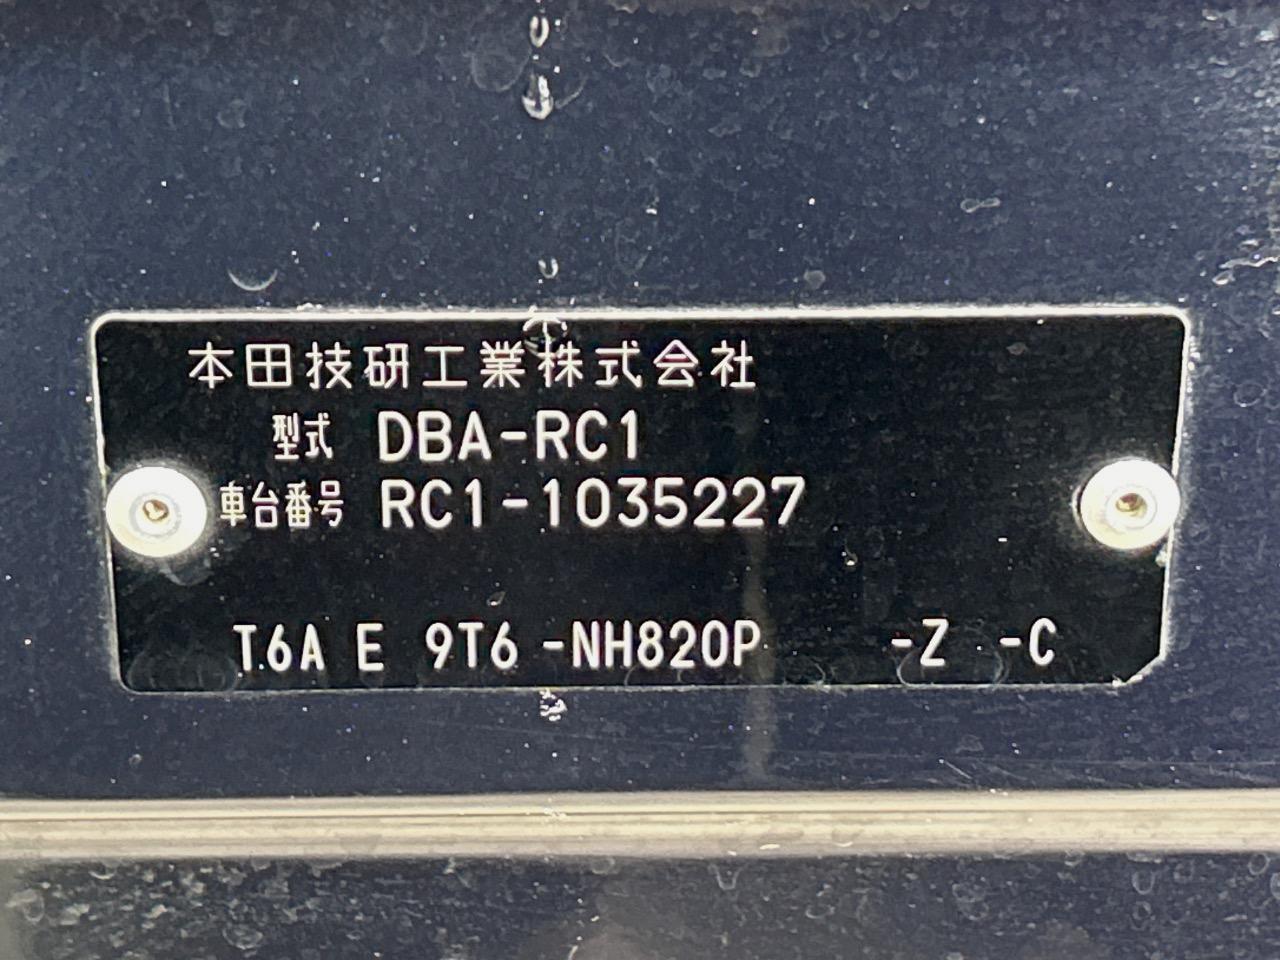 本田技研工業株式会社
型式 DBA-RC1
車台番号 RC1-1035227
T6A E 9T6 -NH820P -Z -C